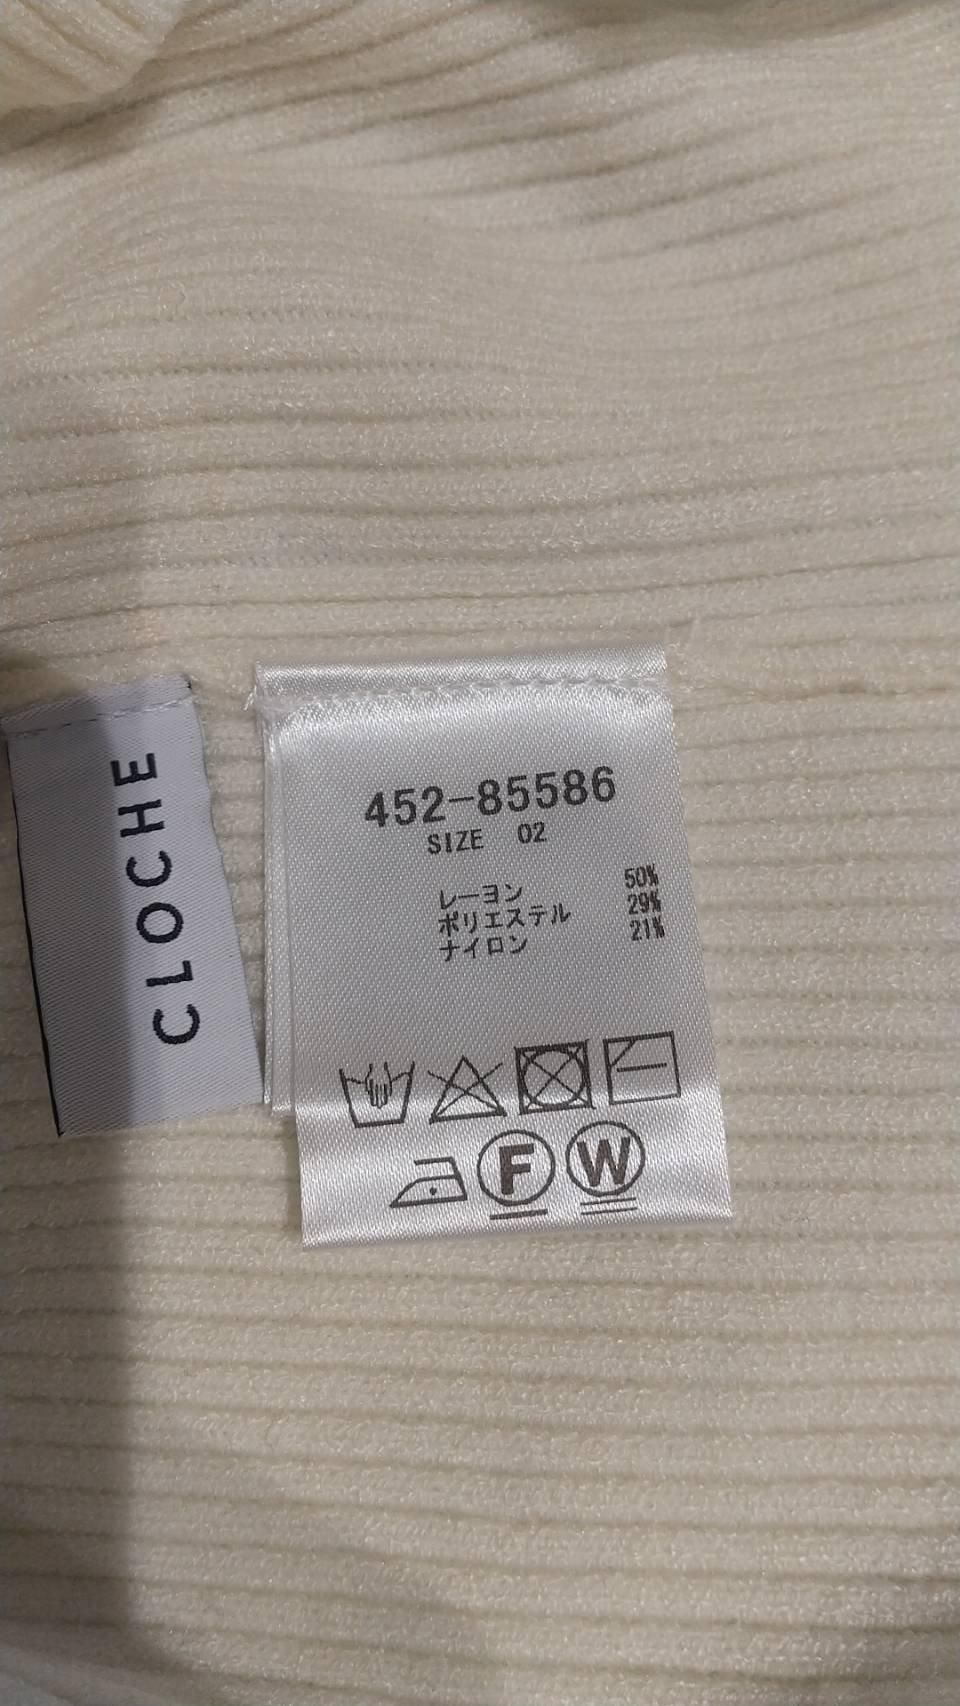 CLOCHE
452-85586
SIZE 02
レーヨン 50%
ポリエステル 29%
ナイロン 21%
F W